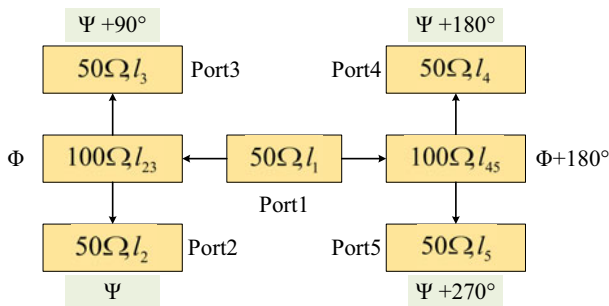 Ψ +90° Ψ +180°
50Ω,l₃ Port3 Port4 50Ω,l₄
Φ 100Ω,l₂₃ 50Ω,l₁ 100Ω,l₄₅ Φ+180°
Port1
50Ω,l₂ Port2 Port5 50Ω,l₅
Ψ Ψ +270°